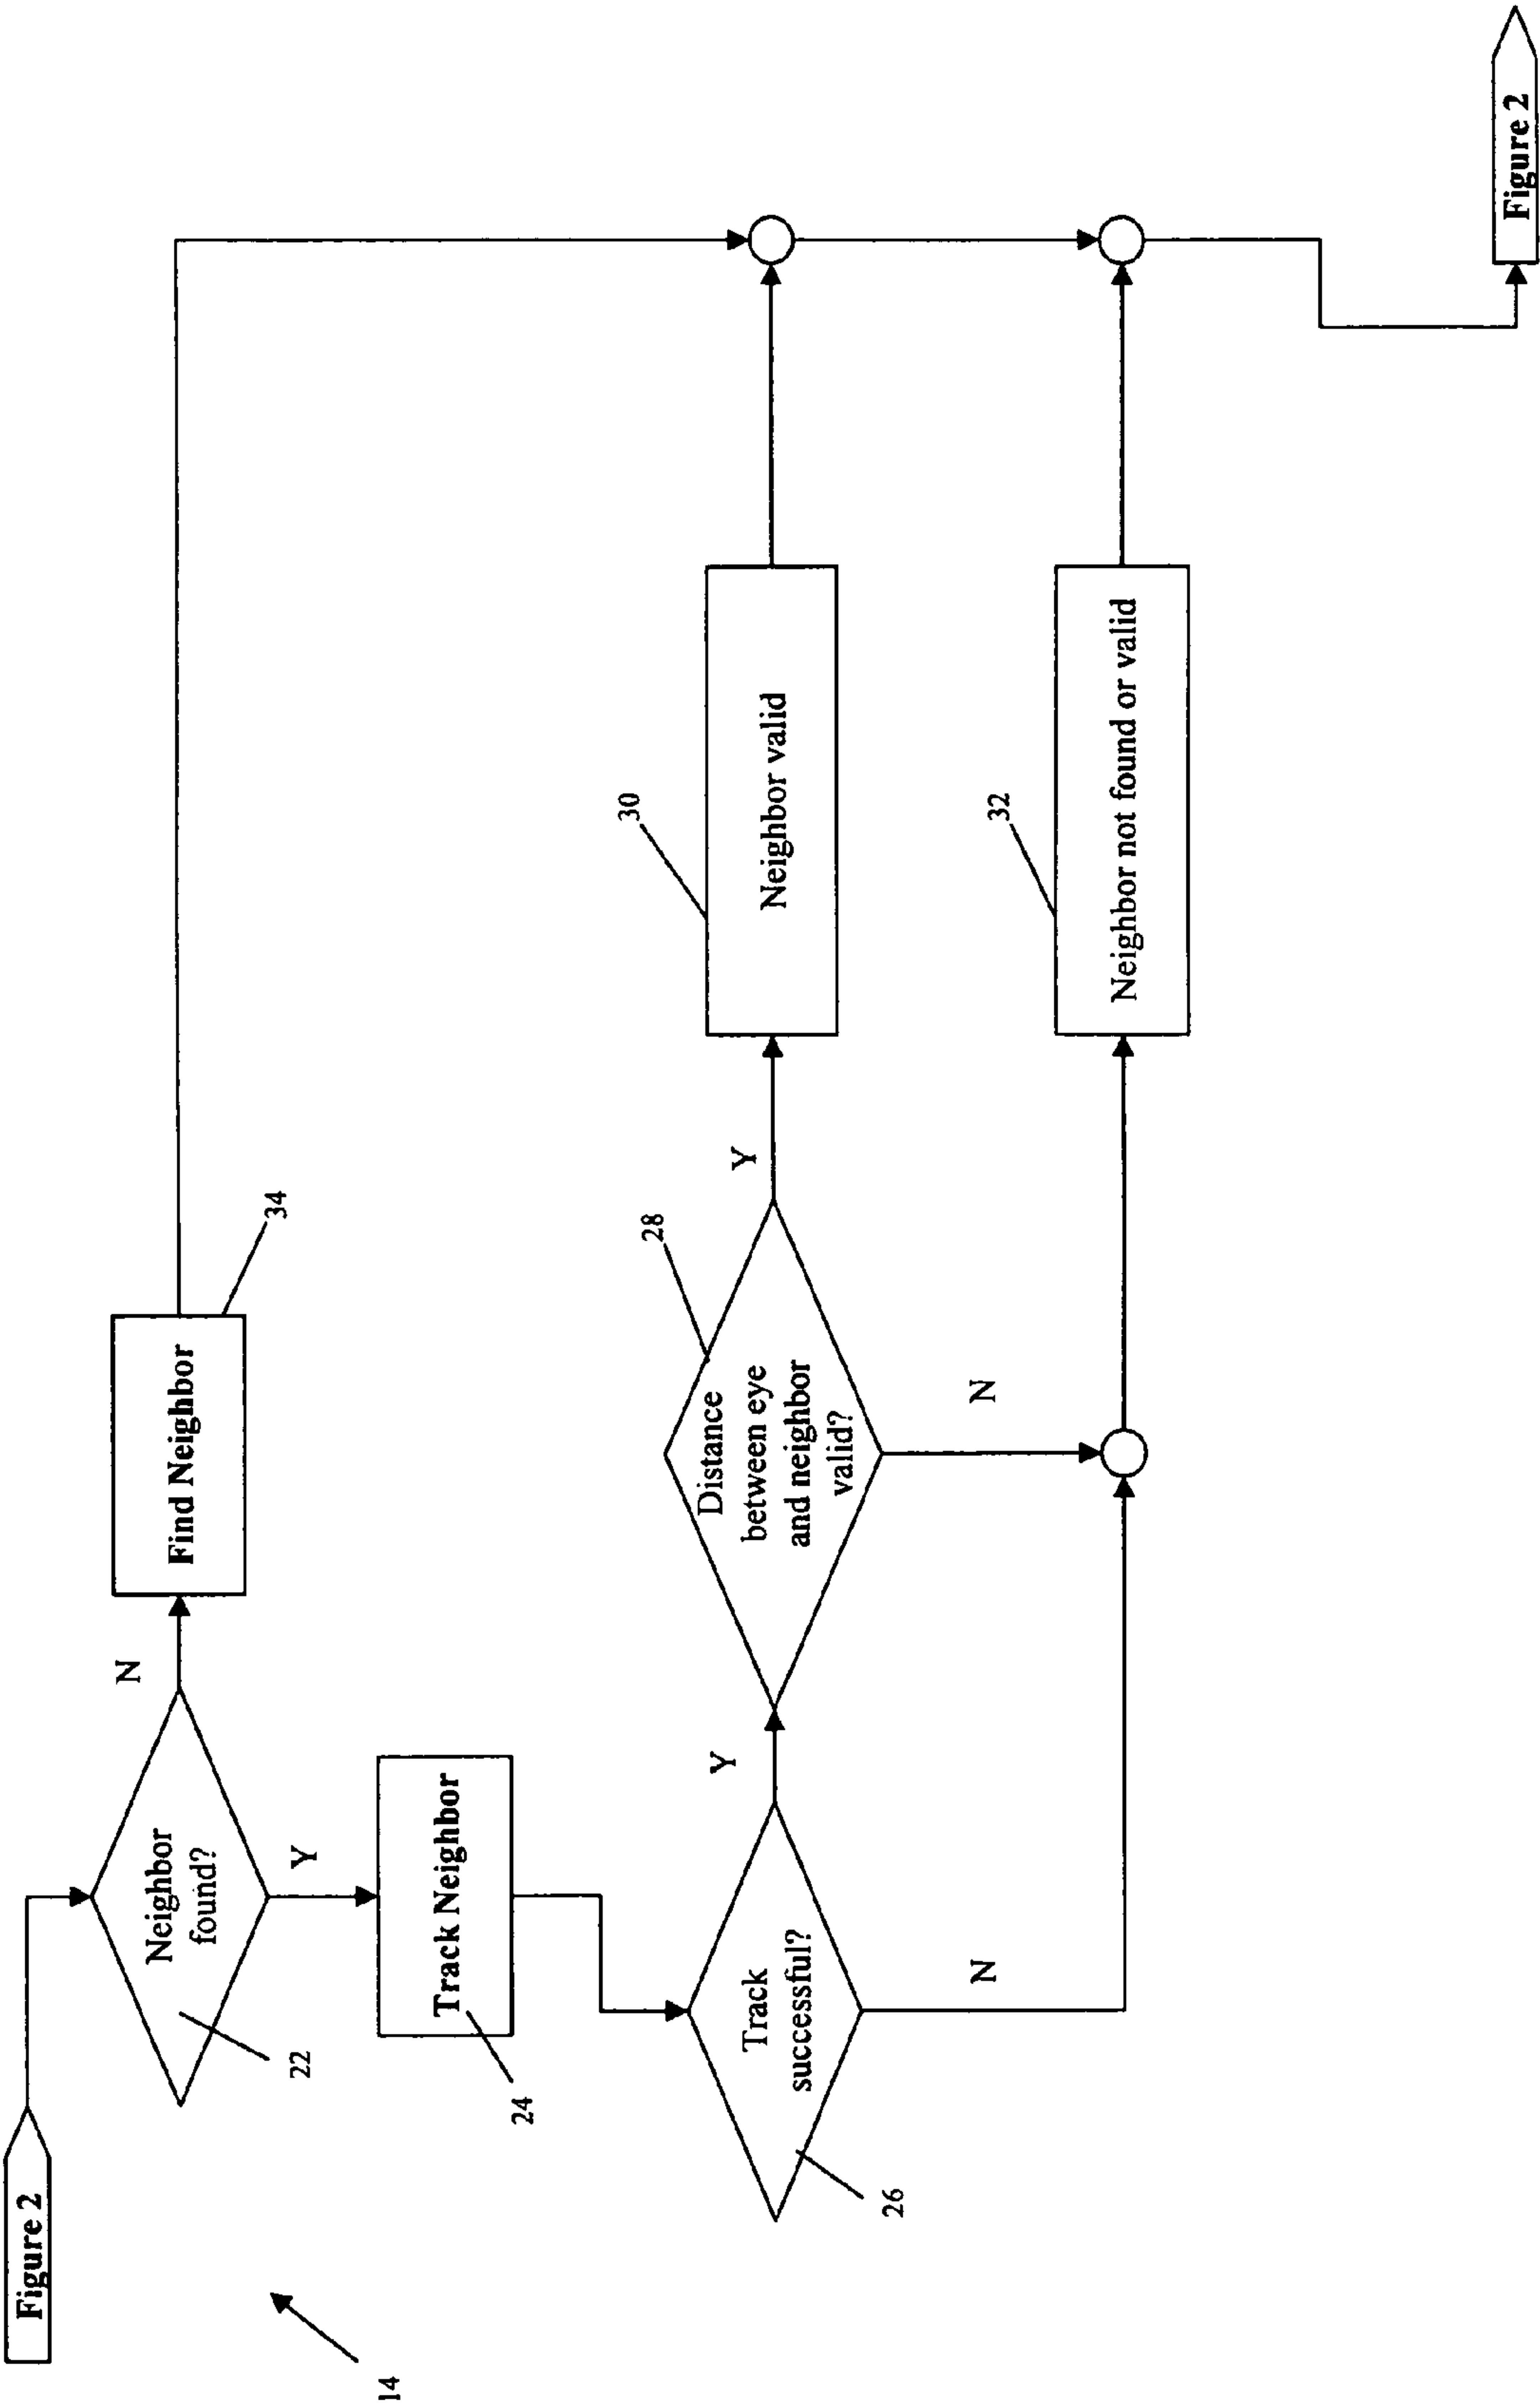 Figure 2
Neighbor
found?
22
N
Find Neighbor
34
Y
Track Neighbor
24
Track
successful?
26
Y
N
Distance
between eye
and neighbor
valid?
28
Y
N
Neighbor valid
30
Neighbor not found or valid
32
Figure 2
14